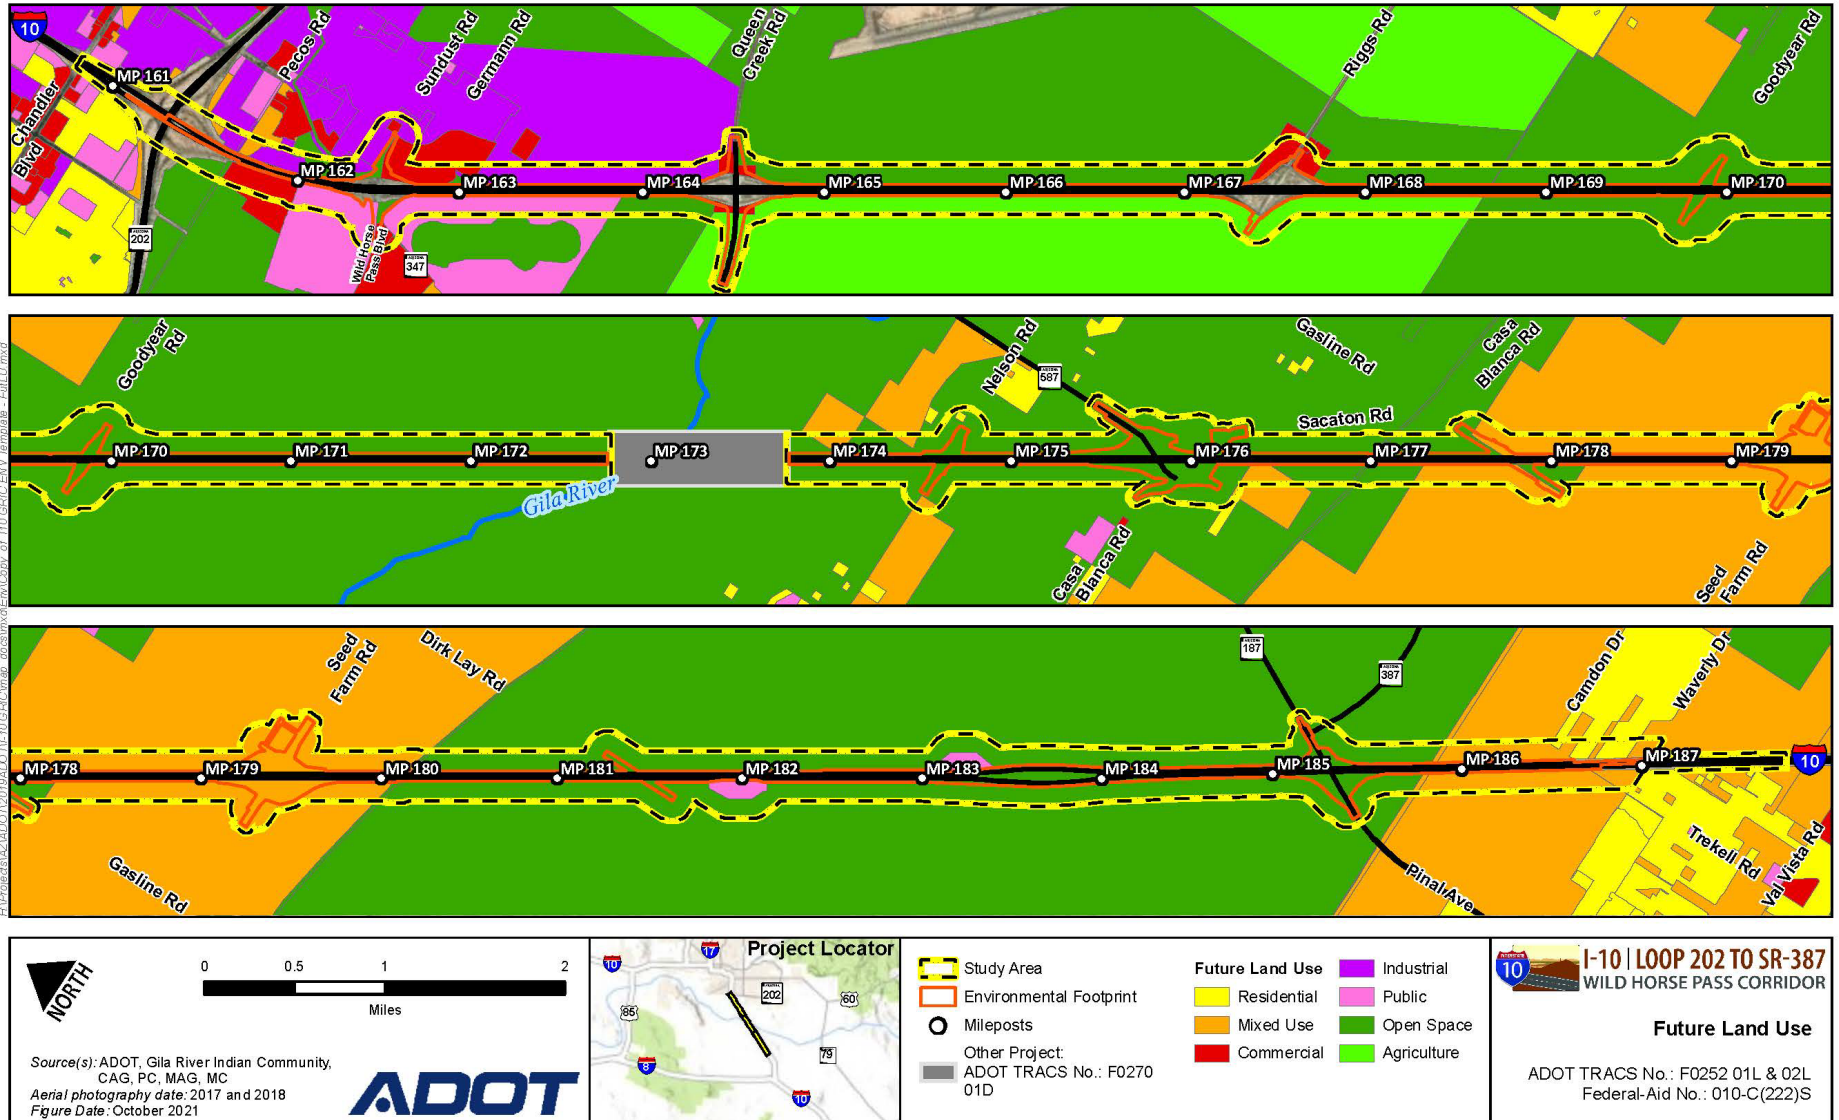 10
MP 161
Chandler
Blvd
202
Pecos Rd
MP 162
Wild Horse
Pass Blvd
347
Sundust Rd
Germann Rd
MP 163
MP 164
Queen
Creek Rd
MP 165
MP 166
MP 167
Riggs Rd
MP 168
MP 169
MP 170
Goodyear Rd
Goodyear
Rd
MP 170
MP 171
MP 172
Gila River
MP 173
MP 174
Nelson Rd
587
MP 175
Casa
Blanca Rd
MP 176
Gasline Rd
Sacaton Rd
MP 177
Casa
Blanca Rd
MP 178
MP 179
Seed
Farm Rd
MP 178
MP 179
Gasline Rd
Seed
Farm Rd
Dirk Lay Rd
MP 180
MP 181
MP 182
MP 183
MP 184
187
387
MP 185
Pinal Ave
MP 186
Camdon Dr
Waverly Dr
MP 187
10
Trekell Rd
Val Vista Rd
NORTH
0 0.5 1 2
Miles
Source(s): ADOT, Gila River Indian Community,
CAG, PC, MAG, MC
Aerial photography date: 2017 and 2018
Figure Date: October 2021
ADOT
Project Locator
10
17
202
60
85
79
8
10
Study Area
Environmental Footprint
Mileposts
Other Project:
ADOT TRACS No.: F0270
01D
Future Land Use
Residential
Mixed Use
Commercial
Industrial
Public
Open Space
Agriculture
INTERSTATE
10
I-10 | LOOP 202 TO SR-387
WILD HORSE PASS CORRIDOR
Future Land Use
ADOT TRACS No.: F0252 01L & 02L
Federal-Aid No.: 010-C(222)S